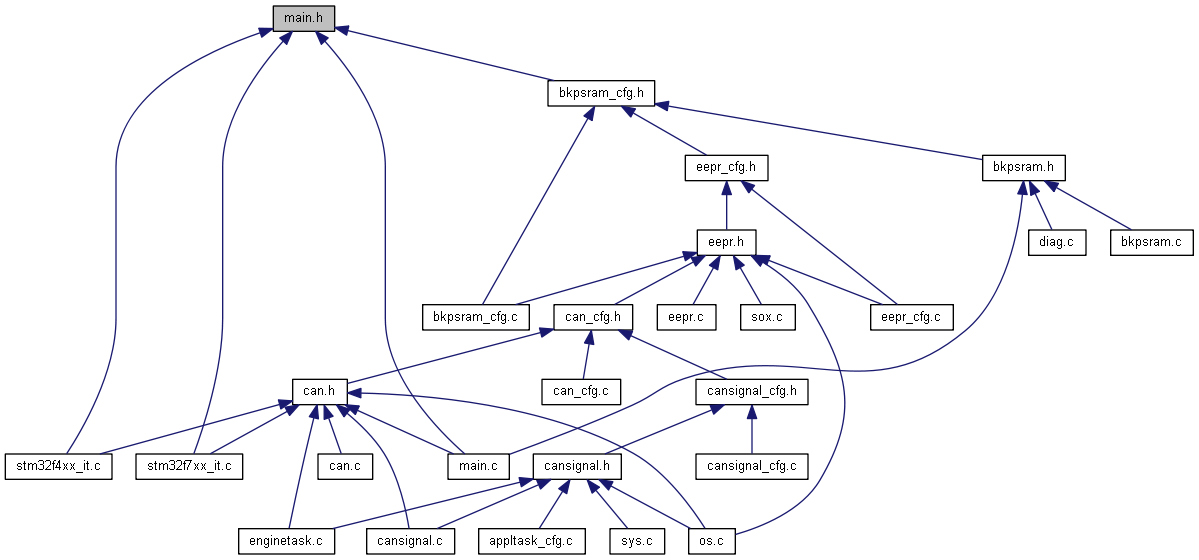 main.h
bkpsram_cfg.h
eepr_cfg.h
bkpsram.h
eepr.h
diag.c
bkpsram.c
bkpsram_cfg.c
can_cfg.h
eepr.c
sox.c
eepr_cfg.c
can.h
can_cfg.c
cansignal_cfg.h
stm32f4xx_it.c
stm32f7xx_it.c
can.c
main.c
cansignal.h
cansignal_cfg.c
enginetask.c
cansignal.c
appltask_cfg.c
sys.c
os.c